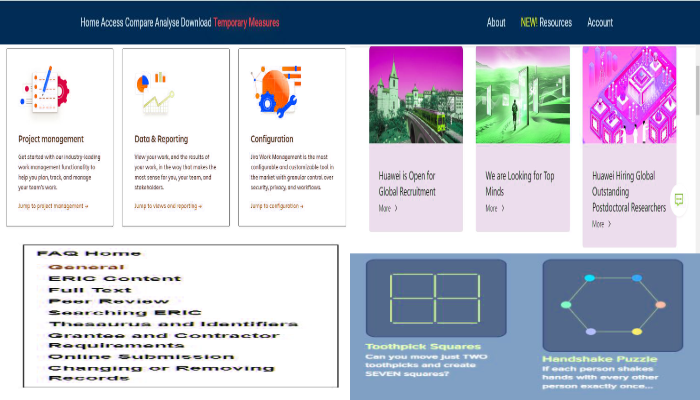 Home Access Compare Analyse Download Temporary Measures
About NEW! Resources Account
Project management
Get started with our industry-leading
work management functionality to
help you plan, track, and manage
your team's work.
Jump to project management →
Data & Reporting
View your work, and the results of
your work, in the way that makes the
most sense for you, your team, and
stakeholders.
Jump to views and reporting →
Configuration
Jira Work Management is the most
configurable and customizable tool in
the market with granular control over
security, privacy, and workflows.
Jump to configuration →
Huawei is Open for
Global Recruitment
More >
We are Looking for Top
Minds
More >
Huawei Hiring Global
Outstanding
Postdoctoral Researchers
More >
FAQ Home
General
ERIC Content
Full Text
Peer Review
Searching ERIC
Thesaurus and Identifiers
Grantee and Contractor
Requirements
Online Submission
Changing or Removing
Records
Toothpick Squares
Can you move just TWO
toothpicks and create
SEVEN squares?
Handshake Puzzle
If each person shakes
hands with every other
person exactly once...